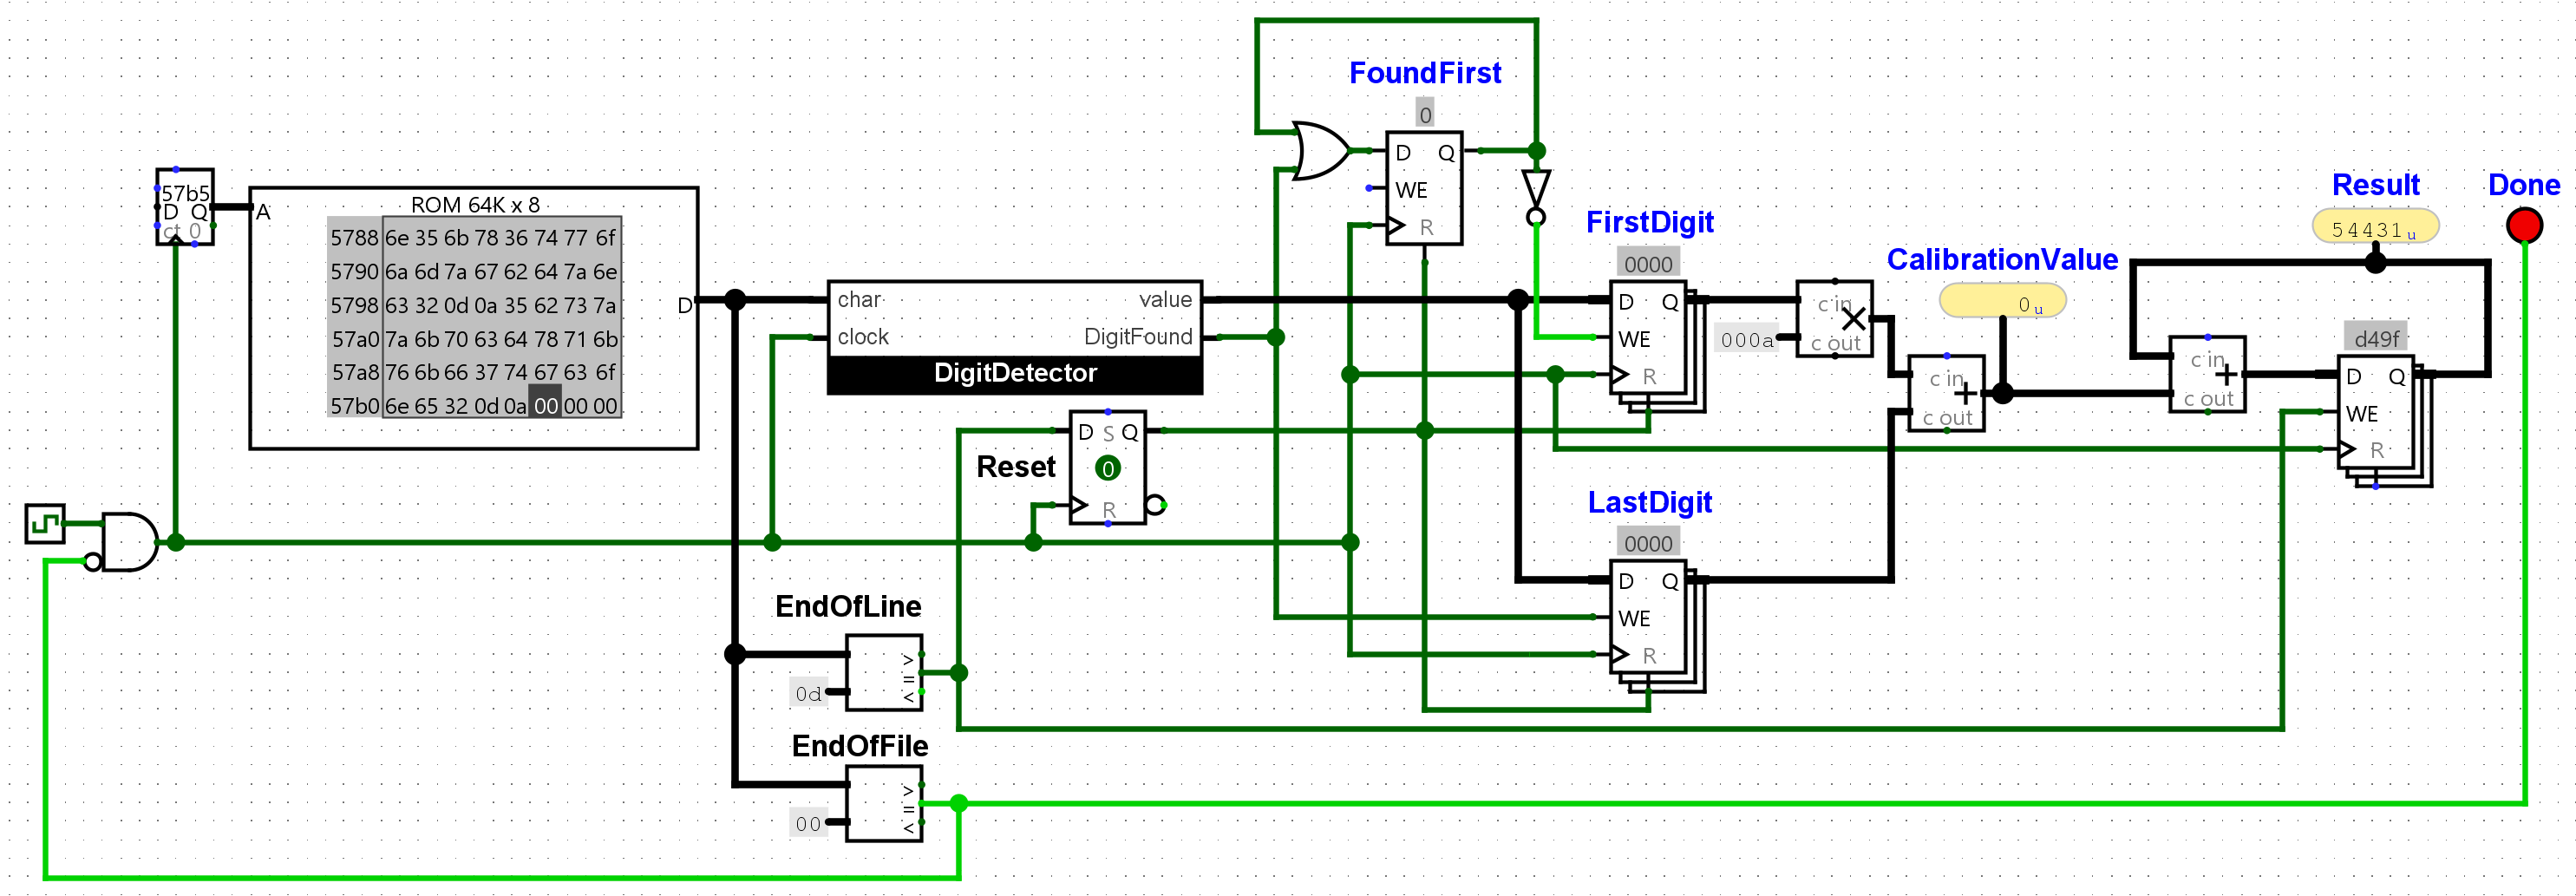 FoundFirst
0
D Q
WE
R
57b5
D Q
ct 0
A
ROM 64K x 8
5788 6e 35 6b 78 36 74 77 6f
5790 6a 6d 7a 67 62 64 7a 6e
5798 63 32 0d 0a 35 62 73 7a
57a0 7a 6b 70 63 64 78 71 6b
57a8 76 6b 66 37 74 67 63 6f
57b0 6e 65 32 0d 0a 00 00 00
D
char value
clock DigitFound
DigitDetector
FirstDigit
0000
D Q
WE
R
000a
c in
×
c out
CalibrationValue
0 u
c in
+
c out
Result
54431 u
Done
c in
+
c out
d49f
D Q
WE
R
Reset
D S Q
0
R
LastDigit
0000
D Q
WE
R
EndOfLine
0d
>
=
<
EndOfFile
00
>
=
<